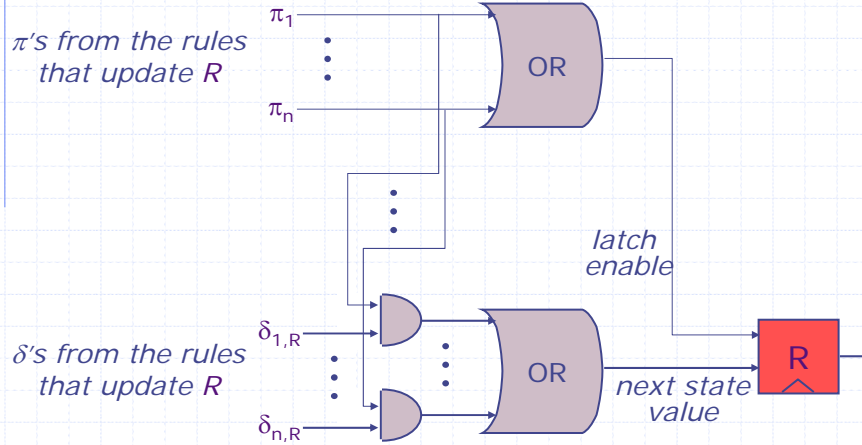 π₁
π's from the rules
that update R
OR
πₙ
latch
enable
δ₁,R
δ's from the rules
that update R
OR
R
next state
value
δₙ,R